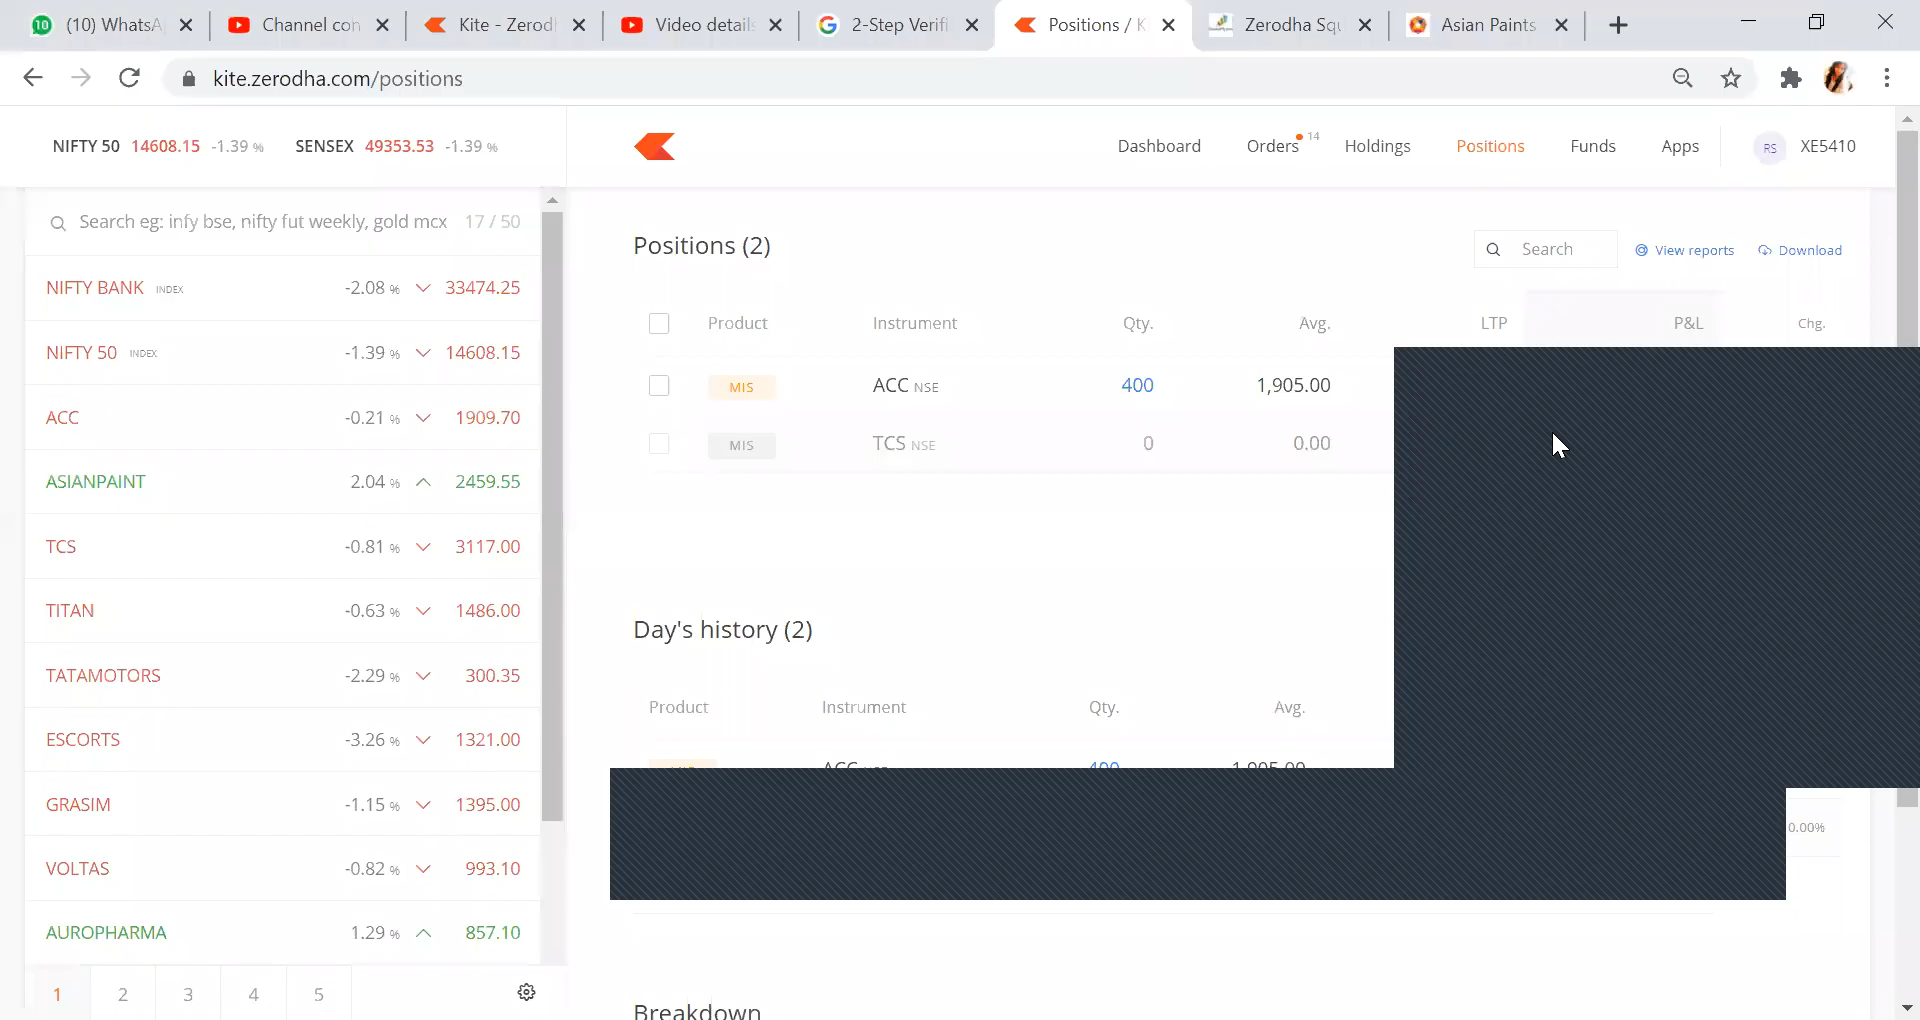 (10) WhatsA
Channel con
Kite - Zerodh
Video details
2-Step Verifi
Positions / K
Zerodha Squ
Asian Paints
kite.zerodha.com/positions
NIFTY 50 14608.15 -1.39 % SENSEX 49353.53 -1.39 %
Dashboard Orders 14 Holdings Positions Funds Apps RS XE5410
Search eg: infy bse, nifty fut weekly, gold mcx 17 / 50
NIFTY BANK INDEX -2.08 % 33474.25
NIFTY 50 INDEX -1.39 % 14608.15
ACC -0.21 % 1909.70
ASIANPAINT 2.04 % 2459.55
TCS -0.81 % 3117.00
TITAN -0.63 % 1486.00
TATAMOTORS -2.29 % 300.35
ESCORTS -3.26 % 1321.00
GRASIM -1.15 % 1395.00
VOLTAS -0.82 % 993.10
AUROPHARMA 1.29 % 857.10
1 2 3 4 5
Positions (2)
Search View reports Download
Product Instrument Qty. Avg. LTP P&L Chg.
MIS ACC NSE 400 1,905.00
MIS TCS NSE 0 0.00
Day's history (2)
Product Instrument Qty. Avg.
ACC 400 1,905.00
0.00%
Breakdown